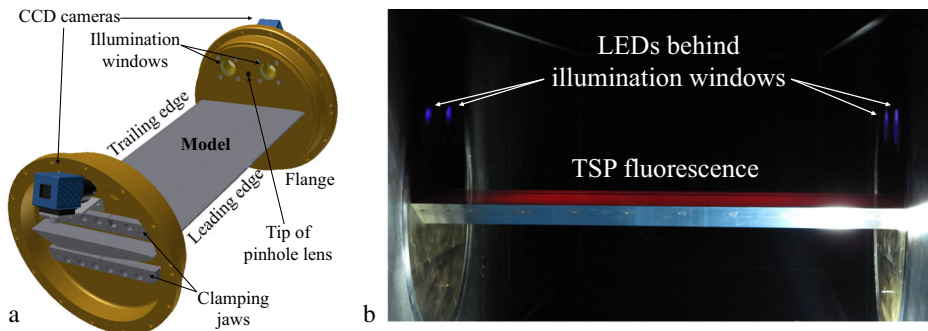 CCD cameras
Illumination
windows
Trailing edge
Model
Leading edge
Flange
Tip of
pinhole lens
Clamping
jaws
a
LEDs behind
illumination windows
TSP fluorescence
b